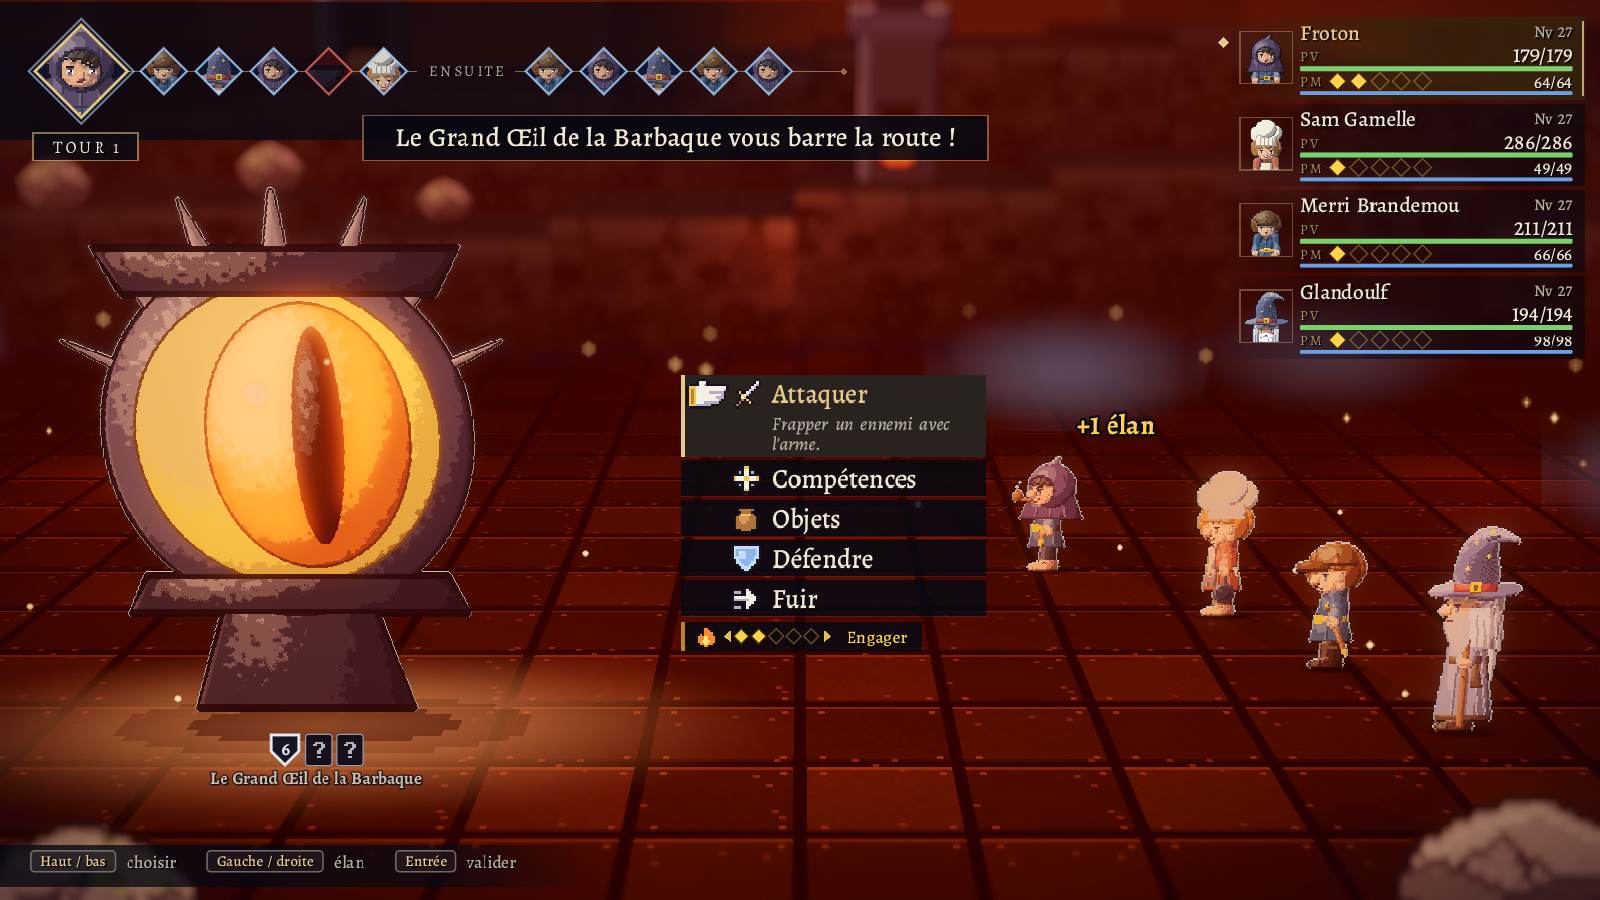 ENSUITE
TOUR 1
Le Grand Œil de la Barbaque vous barre la route !
Froton Nv 27
PV 179/179
PM 64/64
Sam Gamelle Nv 27
PV 286/286
PM 49/49
Merri Brandemou Nv 27
PV 211/211
PM 66/66
Glandoulf Nv 27
PV 194/194
PM 98/98
Attaquer
Frapper un ennemi avec
l'arme.
Compétences
Objets
Défendre
Fuir
Engager
+1 élan
6 ? ?
Le Grand Œil de la Barbaque
Haut / bas choisir Gauche / droite élan Entrée valider